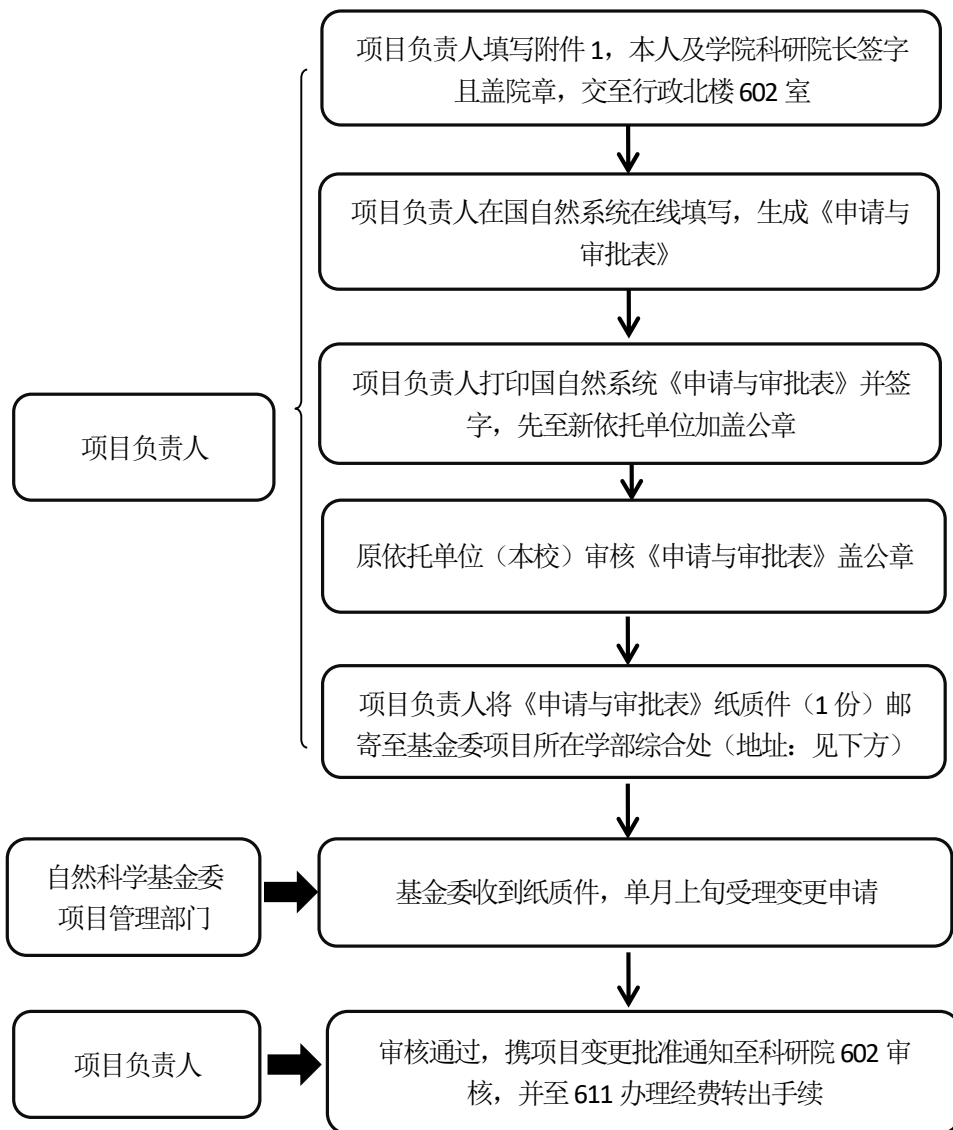 项目负责人填写附件1，本人及学院科研院长签字
且盖院章，交至行政北楼602室
项目负责人在国自然系统在线填写，生成《申请与
审批表》
项目负责人打印国自然系统《申请与审批表》并签
字，先至新依托单位加盖公章
项目负责人
原依托单位（本校）审核《申请与审批表》盖公章
项目负责人将《申请与审批表》纸质件（1份）邮
寄至基金委项目所在学部综合处（地址：见下方）
自然科学基金委
项目管理部门
基金委收到纸质件，单月上旬受理变更申请
项目负责人
审核通过，携项目变更批准通知至科研院602审
核，并至611办理经费转出手续